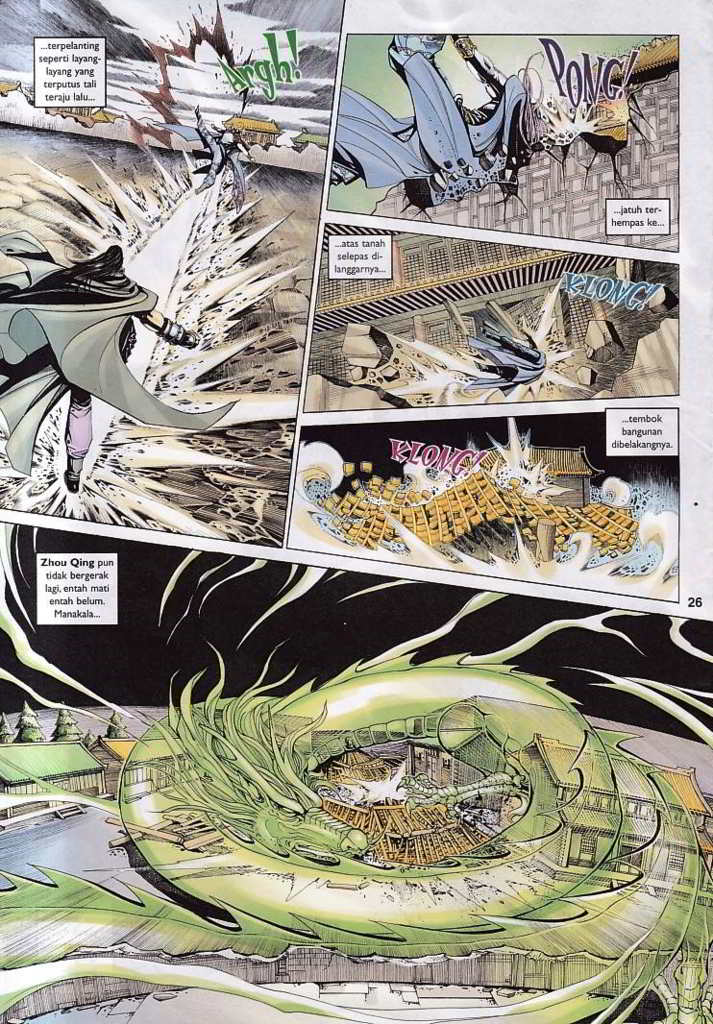 ...terpelanting
seperti layang-
layang yang
terputus tali
teraju lalu...
Argh!
PONG!
...jatuh ter-
hempas ke...
...atas tanah
selepas di-
langgarnya...
KLONG!
...tembok
bangunan
dibelakangnya.
KLONG!
Zhou Qing pun
tidak bergerak
lagi, entah mati
entah belum.
Manakala...
26